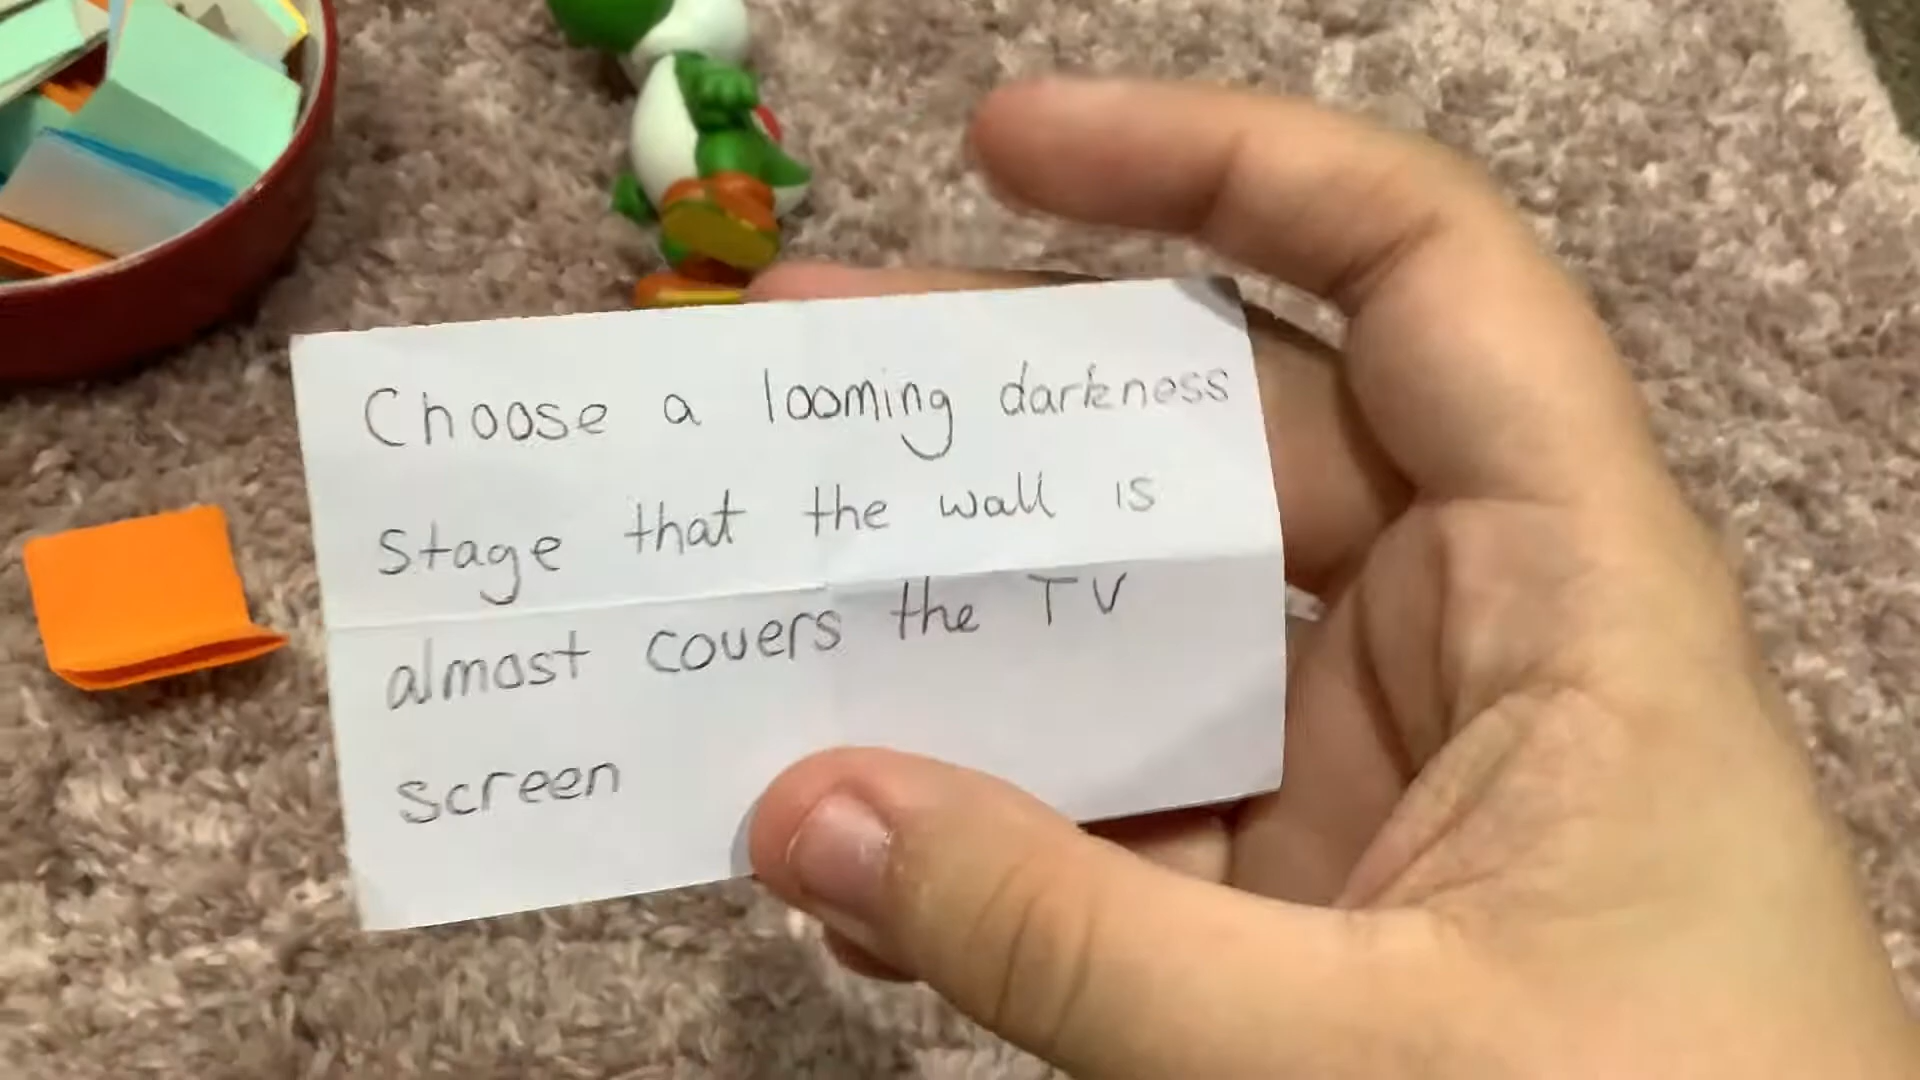 Choose a looming darkness
stage that the wall is
almost covers the TV
screen